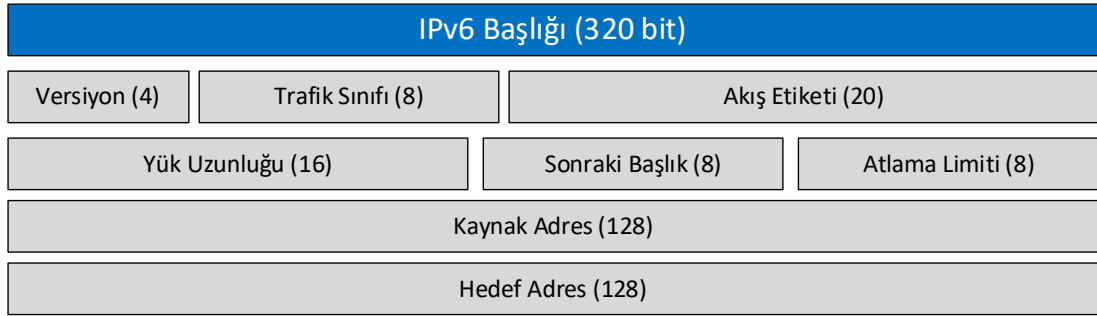 IPv6 Başlığı (320 bit)
Versiyon (4) Trafik Sınıfı (8) Akış Etiketi (20)
Yük Uzunluğu (16) Sonraki Başlık (8) Atlama Limiti (8)
Kaynak Adres (128)
Hedef Adres (128)